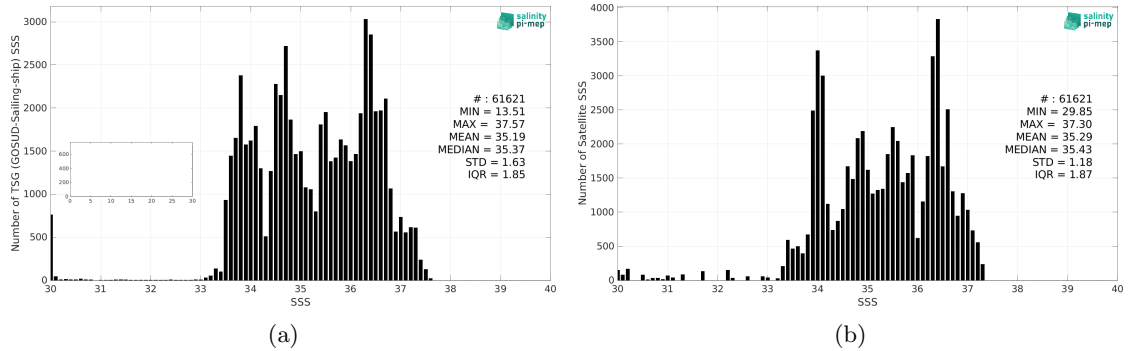 3000
2500
2000
1500
1000
500
0
Number of TSG (GOSUD-Sailing-ship) SSS
salinity
pi-mep
# : 61621
MIN = 13.51
MAX = 37.57
MEAN = 35.19
MEDIAN = 35.37
STD = 1.63
IQR = 1.85
600
400
200
0
0 5 10 15 20 25 30
30 31 32 33 34 35 36 37 38 39 40
SSS
(a)
4000
3500
3000
2500
2000
1500
1000
500
0
Number of Satellite SSS
salinity
pi-mep
# : 61621
MIN = 29.85
MAX = 37.30
MEAN = 35.29
MEDIAN = 35.43
STD = 1.18
IQR = 1.87
30 31 32 33 34 35 36 37 38 39 40
SSS
(b)